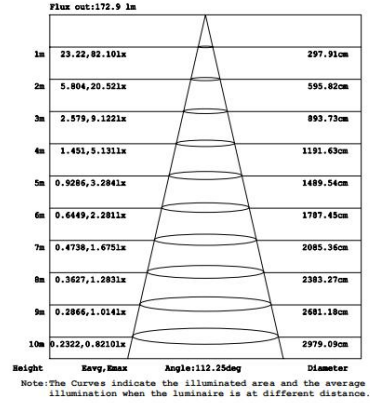 Flux out:172.9 lm
1m 23.22,82.10lx 297.91cm
2m 5.804,20.52lx 595.82cm
3m 2.579,9.122lx 893.73cm
4m 1.451,5.131lx 1191.63cm
5m 0.9286,3.284lx 1489.54cm
6m 0.6449,2.281lx 1787.45cm
7m 0.4738,1.675lx 2085.36cm
8m 0.3627,1.283lx 2383.27cm
9m 0.2866,1.014lx 2681.18cm
10m 0.2322,0.8210lx 2979.09cm
Height Eavg,Emax Angle:112.25deg Diameter
Note:The Curves indicate the illuminated area and the average
illumination when the luminaire is at different distance.